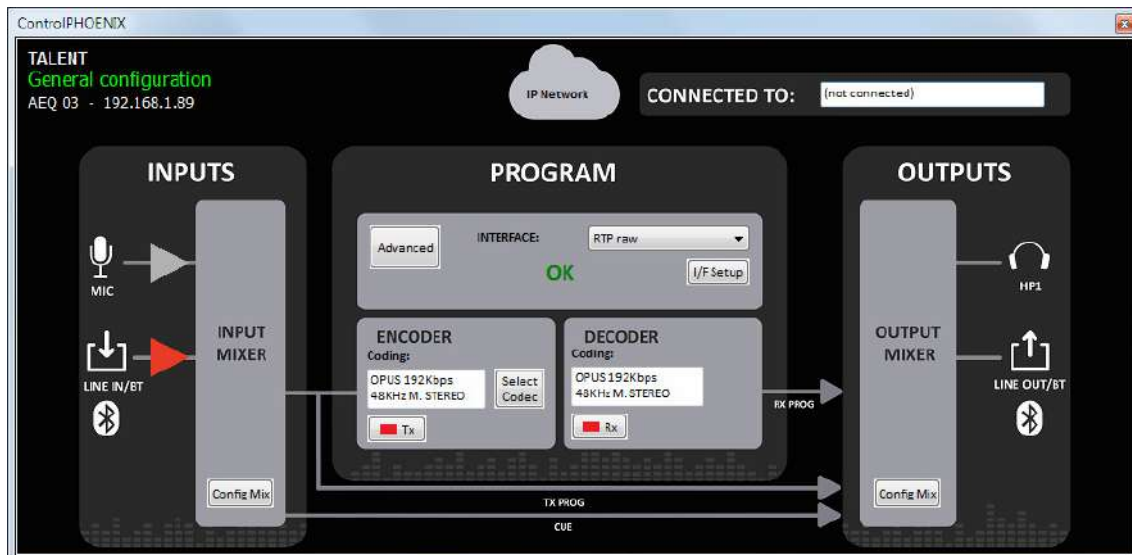 ControlPHOENIX
TALENT
General configuration
AEQ 03 - 192.168.1.89
IP Network
CONNECTED TO:
(not connected)
INPUTS
PROGRAM
OUTPUTS
Advanced
INTERFACE:
RTP raw
OK
I/F Setup
MIC
HP1
INPUT
MIXER
ENCODER
Coding:
OPUS 192Kbps
48KHz M. STEREO
Select
Codec
Tx
DECODER
Coding:
OPUS 192Kbps
48KHz M. STEREO
Rx
RX PROG
OUTPUT
MIXER
LINE IN/BT
LINE OUT/BT
Config Mix
Config Mix
TX PROG
CUE